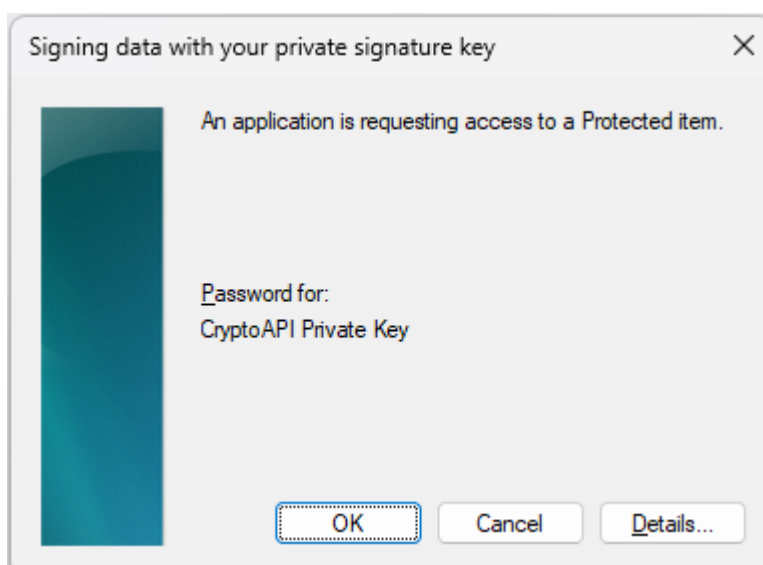 Signing data with your private signature key
An application is requesting access to a Protected item.
Password for:
CryptoAPI Private Key
OK
Cancel
Details...